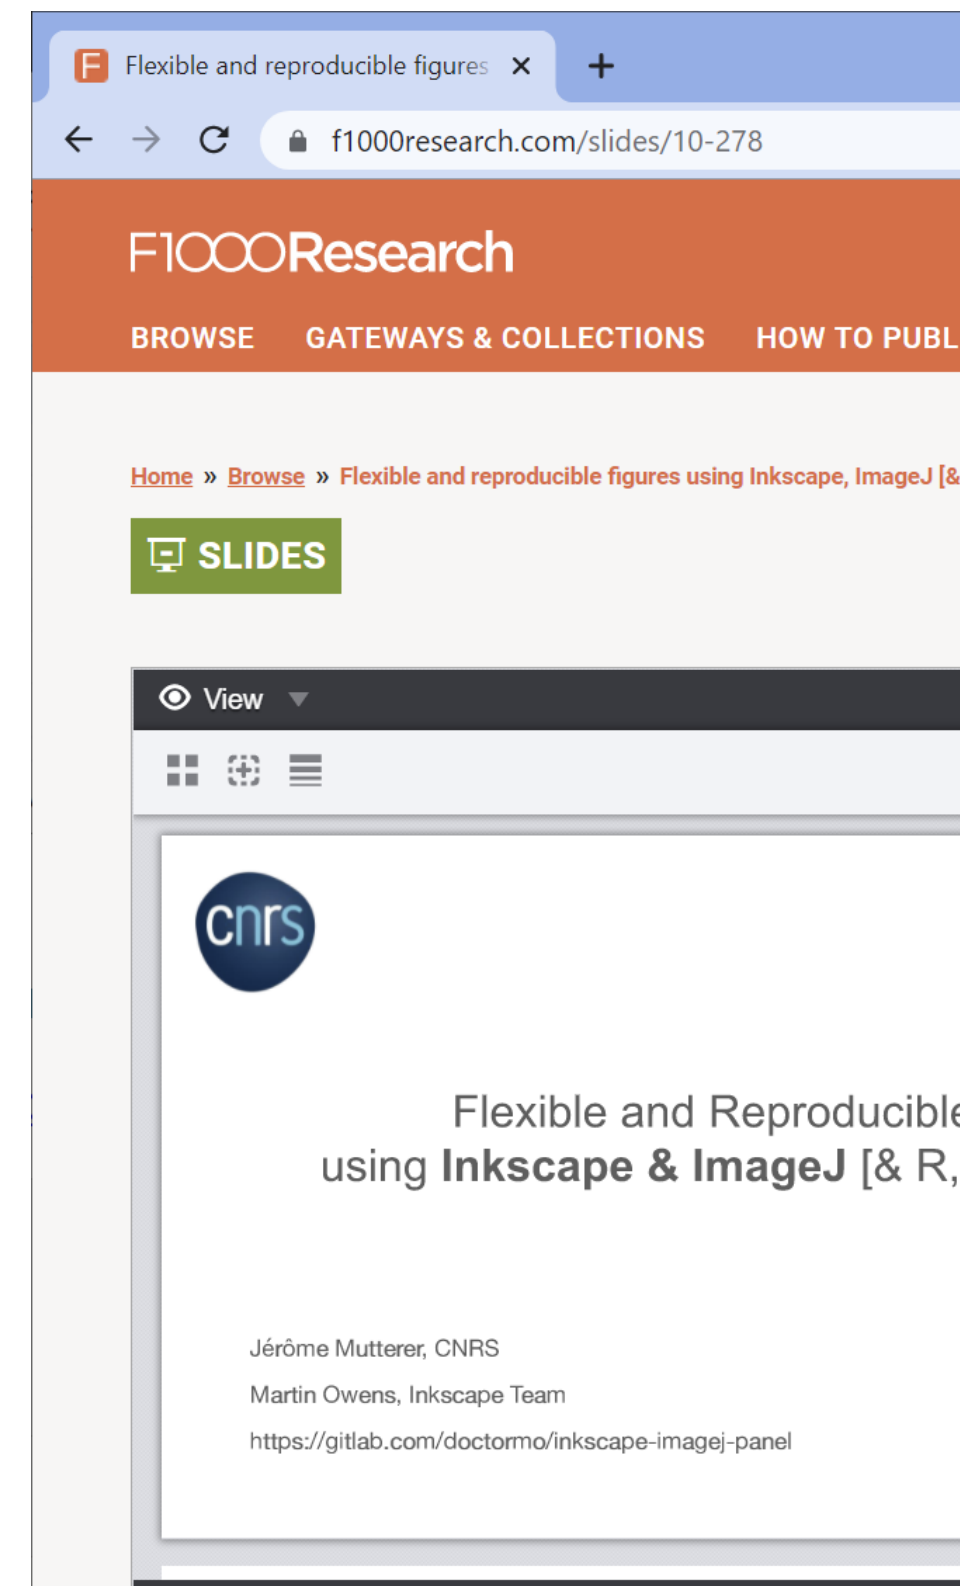 Flexible and reproducible figures
f1000research.com/slides/10-278
F1000Research
BROWSE GATEWAYS & COLLECTIONS HOW TO PUBL
Home » Browse » Flexible and reproducible figures using Inkscape, ImageJ [&
SLIDES
View
cnrs
Flexible and Reproducible
using Inkscape & ImageJ [& R,
Jérôme Mutterer, CNRS
Martin Owens, Inkscape Team
https://gitlab.com/doctormo/inkscape-imagej-panel